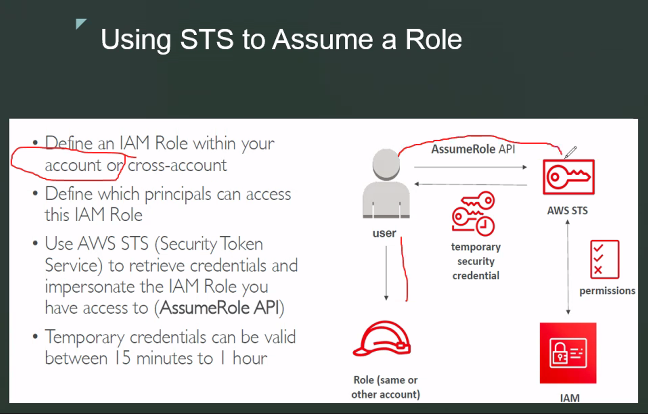 Using STS to Assume a Role
• Define an IAM Role within your
account or cross-account
• Define which principals can access
this IAM Role
• Use AWS STS (Security Token
Service) to retrieve credentials and
impersonate the IAM Role you
have access to (AssumeRole API)
• Temporary credentials can be valid
between 15 minutes to 1 hour
AssumeRole API
user
temporary
security
credential
AWS STS
permissions
Role (same or
other account)
IAM